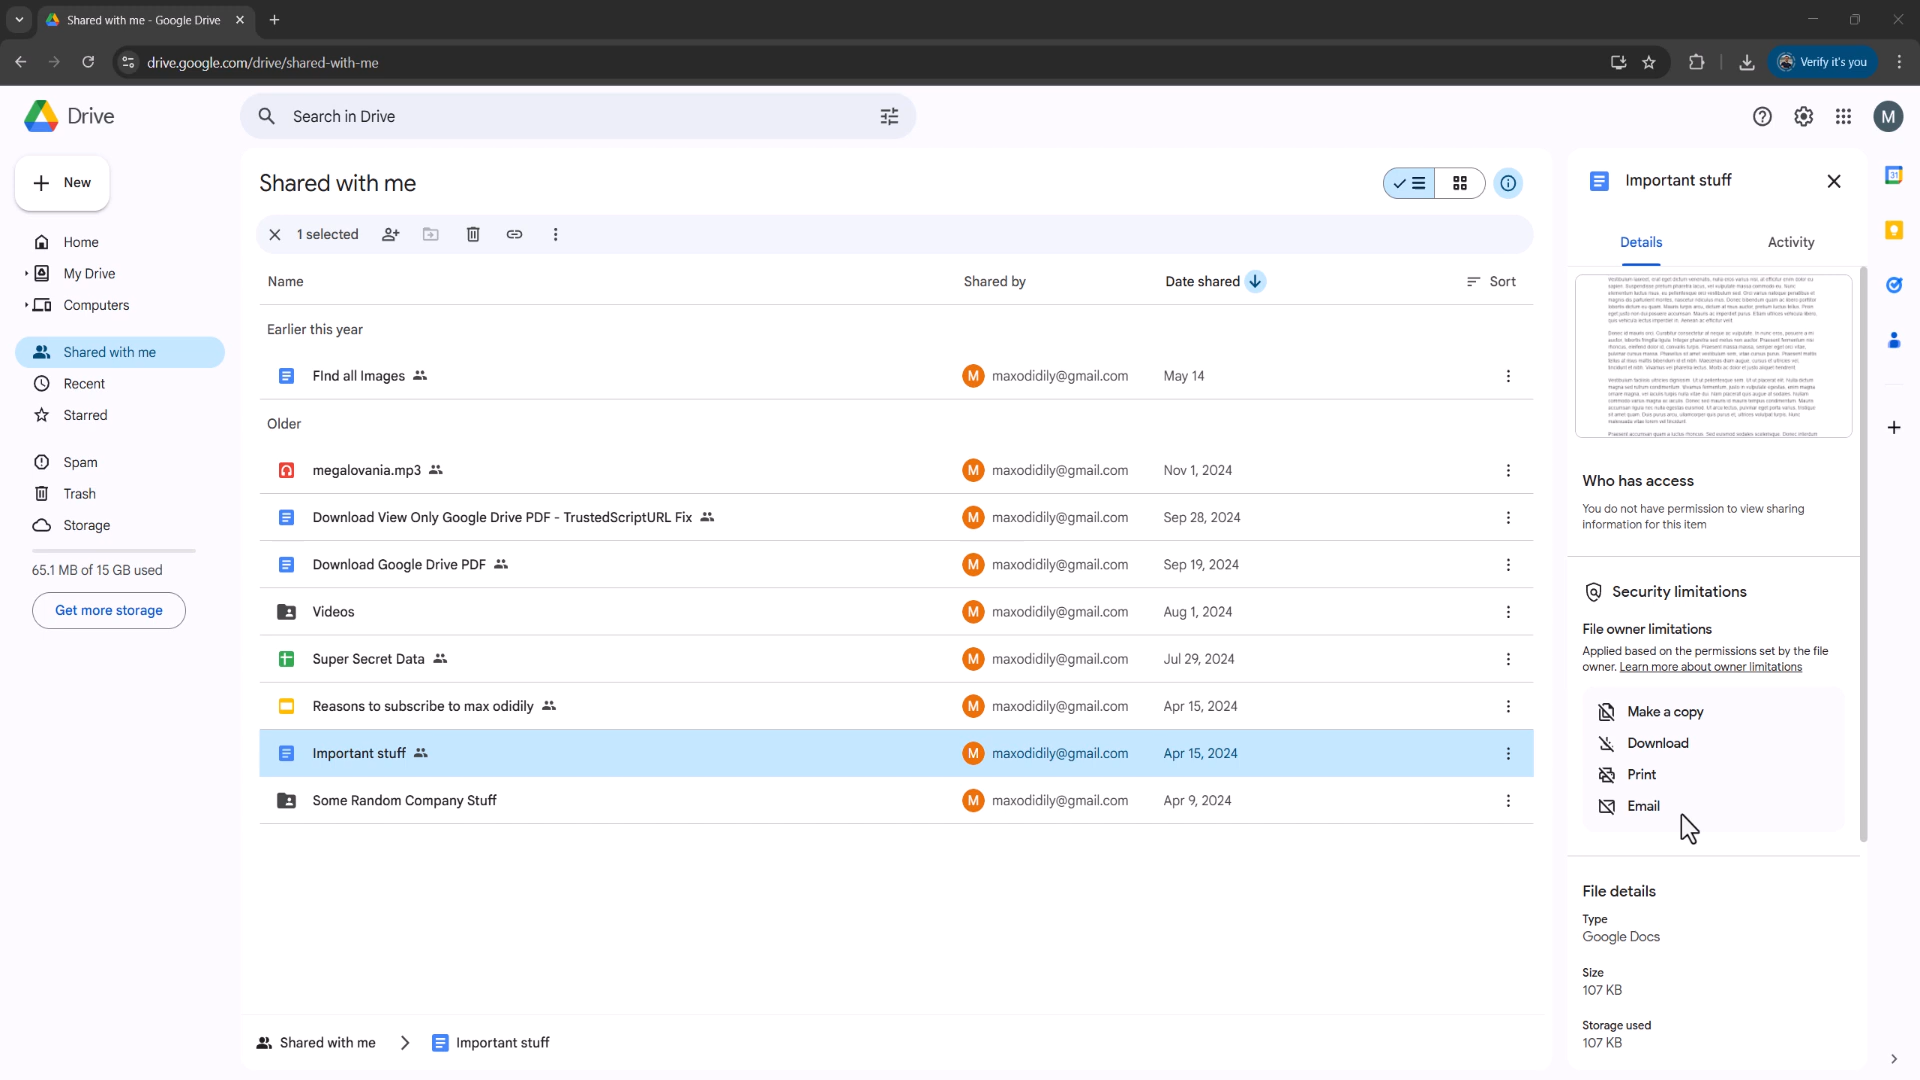 Shared with me - Google Drive
drive.google.com/drive/shared-with-me
Verify it's you
Drive
Search in Drive
M
New
Home
My Drive
Computers
Shared with me
Recent
Starred
Spam
Trash
Storage
65.1 MB of 15 GB used
Get more storage
Shared with me
1 selected
Name
Shared by
Date shared
Sort
Earlier this year
FInd all Images
M maxodidily@gmail.com
May 14
Older
megalovania.mp3
M maxodidily@gmail.com
Nov 1, 2024
Download View Only Google Drive PDF - TrustedScriptURL Fix
M maxodidily@gmail.com
Sep 28, 2024
Download Google Drive PDF
M maxodidily@gmail.com
Sep 19, 2024
Videos
M maxodidily@gmail.com
Aug 1, 2024
Super Secret Data
M maxodidily@gmail.com
Jul 29, 2024
Reasons to subscribe to max odidily
M maxodidily@gmail.com
Apr 15, 2024
Important stuff
M maxodidily@gmail.com
Apr 15, 2024
Some Random Company Stuff
M maxodidily@gmail.com
Apr 9, 2024
Shared with me
Important stuff
Important stuff
Details
Activity
Who has access
You do not have permission to view sharing
information for this item
Security limitations
File owner limitations
Applied based on the permissions set by the file
owner. Learn more about owner limitations
Make a copy
Download
Print
Email
File details
Type
Google Docs
Size
107 KB
Storage used
107 KB
31